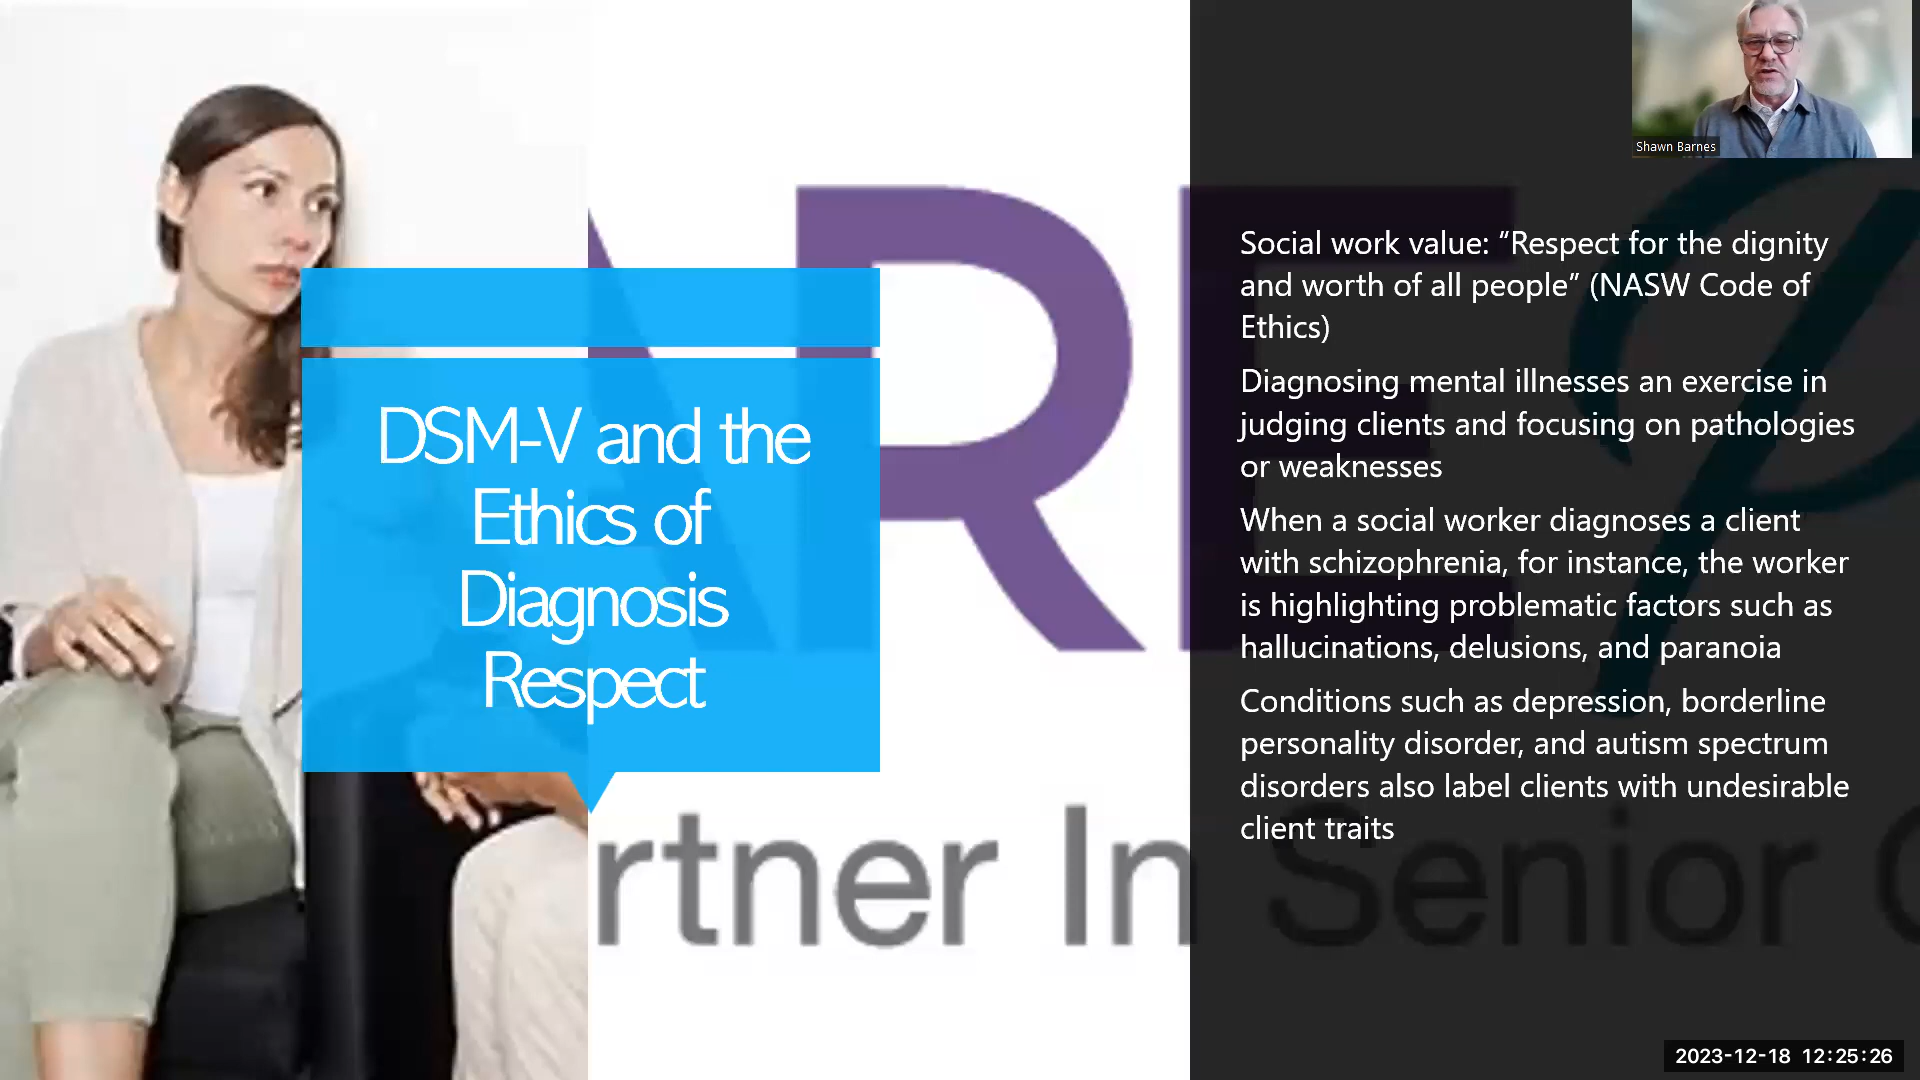 Shawn Barnes
ARE
DSM-V and the
Ethics of
Diagnosis
Respect
rtner In Senior C
Social work value: “Respect for the dignity
and worth of all people” (NASW Code of
Ethics)
Diagnosing mental illnesses an exercise in
judging clients and focusing on pathologies
or weaknesses
When a social worker diagnoses a client
with schizophrenia, for instance, the worker
is highlighting problematic factors such as
hallucinations, delusions, and paranoia
Conditions such as depression, borderline
personality disorder, and autism spectrum
disorders also label clients with undesirable
client traits
2023-12-18 12:25:26